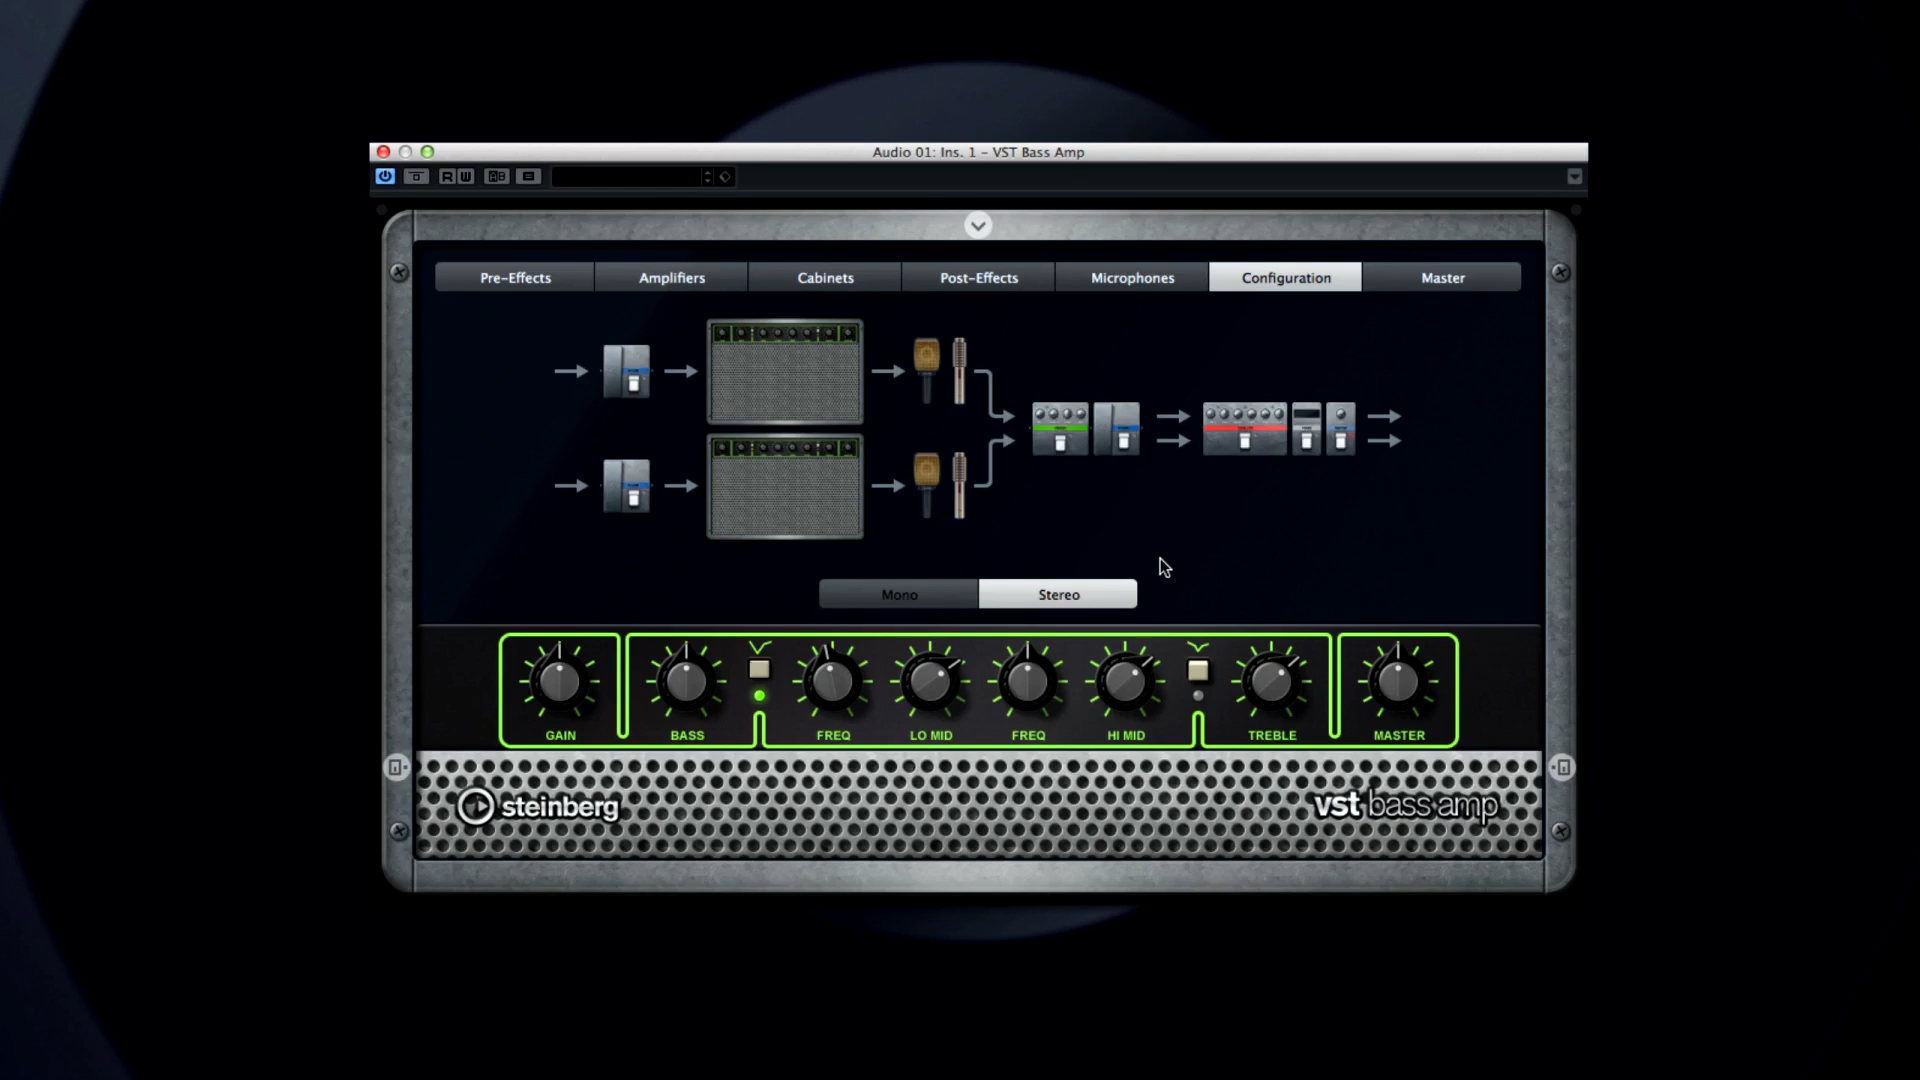 Audio 01: Ins. 1 - VST Bass Amp
R W
Pre-Effects Amplifiers Cabinets Post-Effects Microphones Configuration Master
Mono Stereo
GAIN BASS FREQ LO MID FREQ HI MID TREBLE MASTER
steinberg vst bass amp